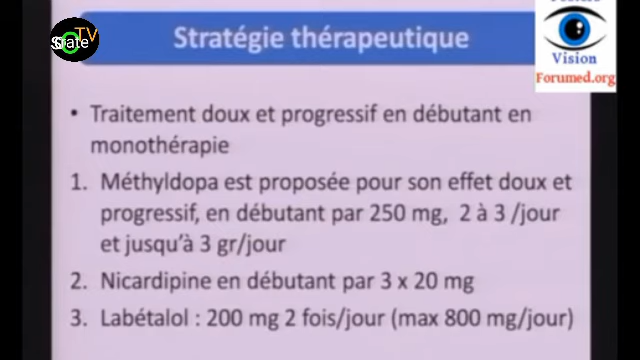 Stratégie thérapeutique
TV
Vision
Forumed.org
• Traitement doux et progressif en débutant en
monothérapie
1. Méthyldopa est proposée pour son effet doux et
progressif, en débutant par 250 mg, 2 à 3 /jour
et jusqu'à 3 gr/jour
2. Nicardipine en débutant par 3 x 20 mg
3. Labétalol : 200 mg 2 fois/jour (max 800 mg/jour)